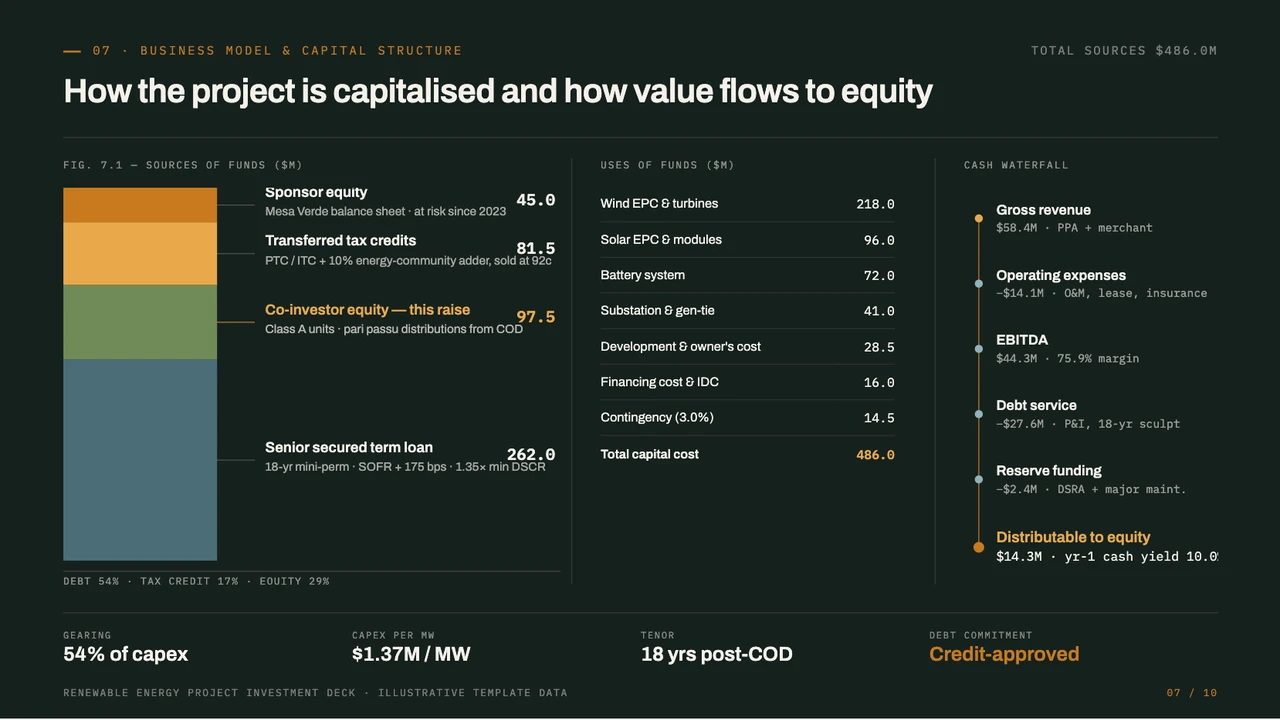 07 · BUSINESS MODEL & CAPITAL STRUCTURE
TOTAL SOURCES $486.0M
How the project is capitalised and how value flows to equity
FIG. 7.1 — SOURCES OF FUNDS ($M)
Sponsor equity
45.0
Mesa Verde balance sheet · at risk since 2023
Transferred tax credits
81.5
PTC / ITC + 10% energy-community adder, sold at 92c
Co-investor equity — this raise
97.5
Class A units · pari passu distributions from COD
Senior secured term loan
262.0
18-yr mini-perm · SOFR + 175 bps · 1.35× min DSCR
DEBT 54% · TAX CREDIT 17% · EQUITY 29%
USES OF FUNDS ($M)
Wind EPC & turbines 218.0
Solar EPC & modules 96.0
Battery system 72.0
Substation & gen-tie 41.0
Development & owner's cost 28.5
Financing cost & IDC 16.0
Contingency (3.0%) 14.5
Total capital cost 486.0
CASH WATERFALL
Gross revenue
$58.4M · PPA + merchant
Operating expenses
−$14.1M · O&M, lease, insurance
EBITDA
$44.3M · 75.9% margin
Debt service
−$27.6M · P&I, 18-yr sculpt
Reserve funding
−$2.4M · DSRA + major maint.
Distributable to equity
$14.3M · yr-1 cash yield 10.0
GEARING
54% of capex
CAPEX PER MW
$1.37M / MW
TENOR
18 yrs post-COD
DEBT COMMITMENT
Credit-approved
RENEWABLE ENERGY PROJECT INVESTMENT DECK · ILLUSTRATIVE TEMPLATE DATA
07 / 10